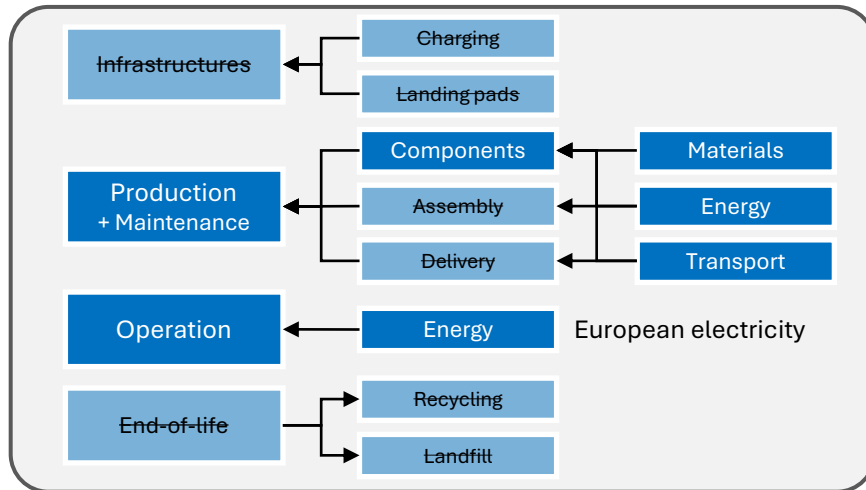 Infrastructures
Charging
Landing pads
Production
+ Maintenance
Components
Assembly
Delivery
Materials
Energy
Transport
Operation
Energy
European electricity
End-of-life
Recycling
Landfill